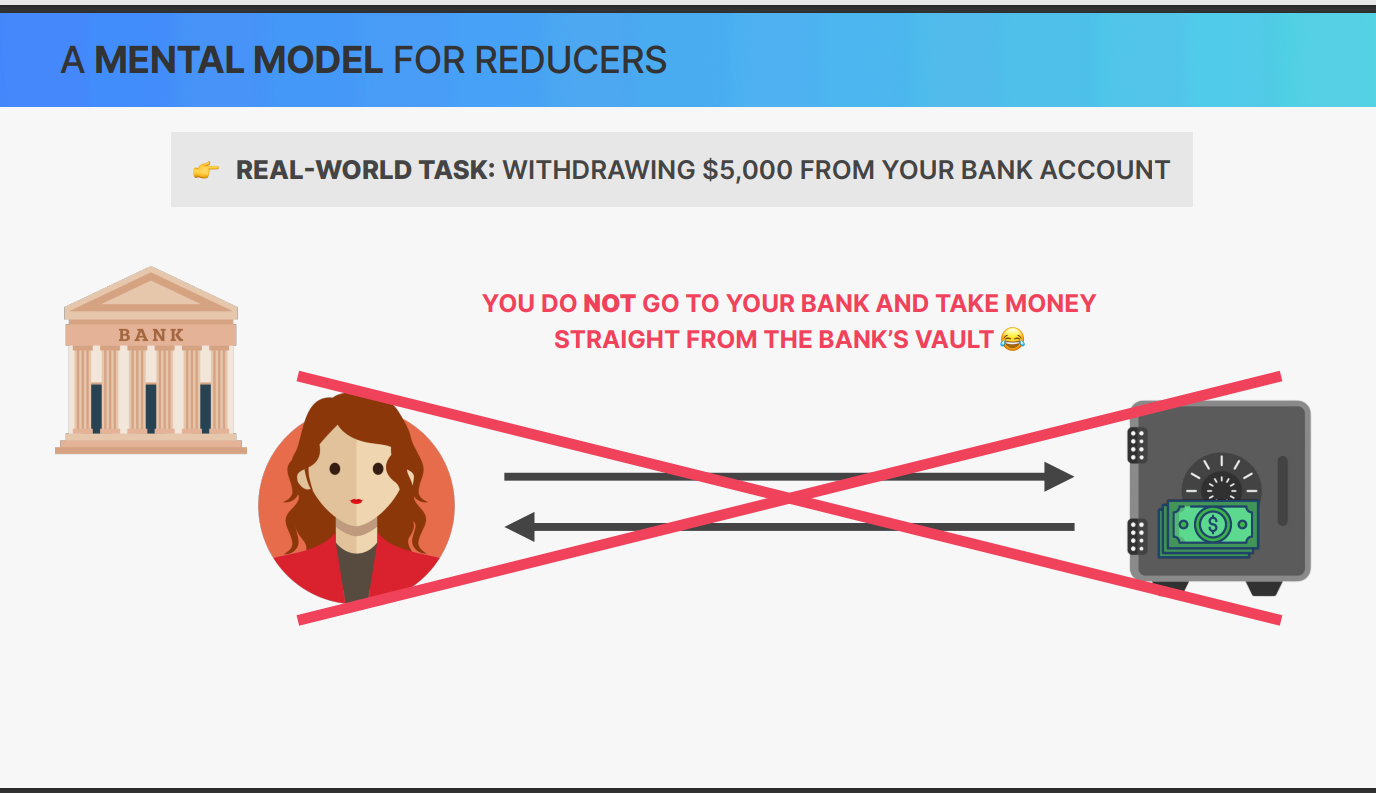 A MENTAL MODEL FOR REDUCERS
👉 REAL-WORLD TASK: WITHDRAWING $5,000 FROM YOUR BANK ACCOUNT
YOU DO NOT GO TO YOUR BANK AND TAKE MONEY
STRAIGHT FROM THE BANK’S VAULT 😂
BANK
$